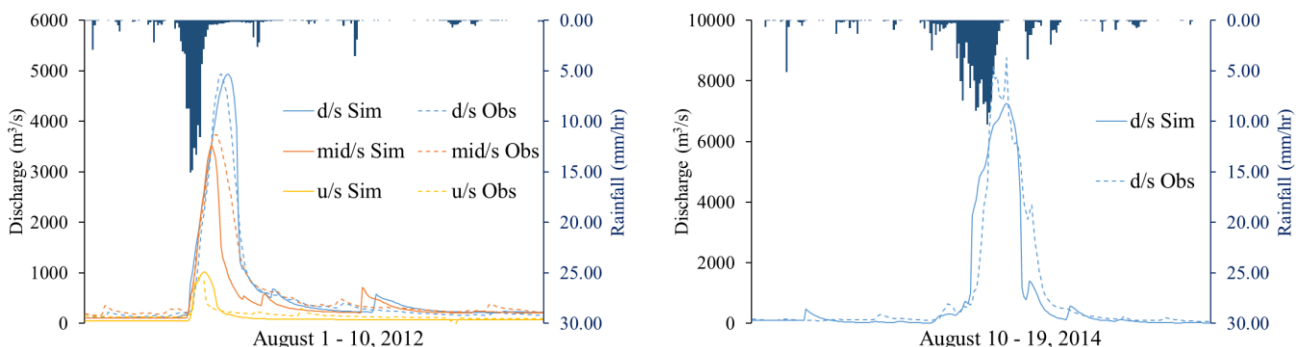 6000
5000
4000
3000
2000
1000
0
Discharge (m³/s)
d/s Sim d/s Obs
mid/s Sim mid/s Obs
u/s Sim u/s Obs
0.00
5.00
10.00
15.00
20.00
25.00
30.00
Rainfall (mm/hr)
August 1 - 10, 2012
10000
8000
6000
4000
2000
0
Discharge (m³/s)
d/s Sim
d/s Obs
0.00
5.00
10.00
15.00
20.00
25.00
30.00
Rainfall (mm/hr)
August 10 - 19, 2014